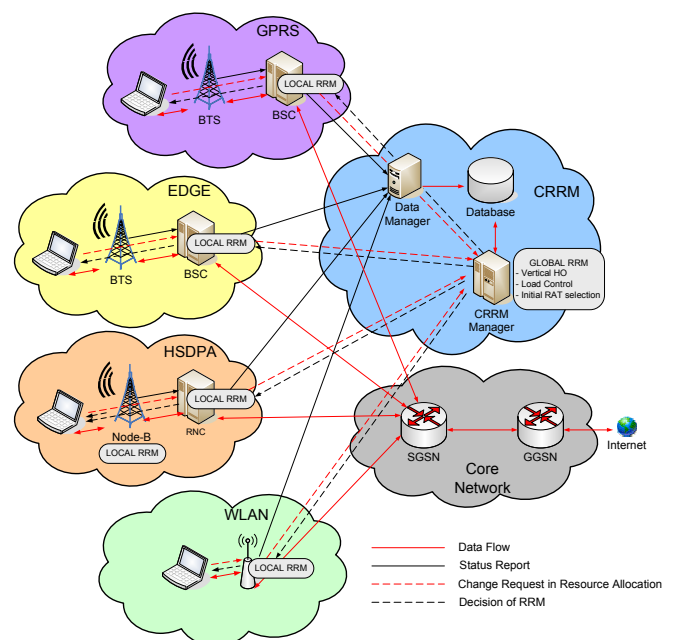 GPRS
LOCAL RRM
BTS
BSC
EDGE
LOCAL RRM
BTS
BSC
HSDPA
LOCAL RRM
Node-B
RNC
LOCAL RRM
WLAN
LOCAL RRM
CRRM
Data
Manager
Database
GLOBAL RRM
- Vertical HO
- Load Control
- Initial RAT selection
CRRM
Manager
SGSN
GGSN
Internet
Core
Network
Data Flow
Status Report
Change Request in Resource Allocation
Decision of RRM